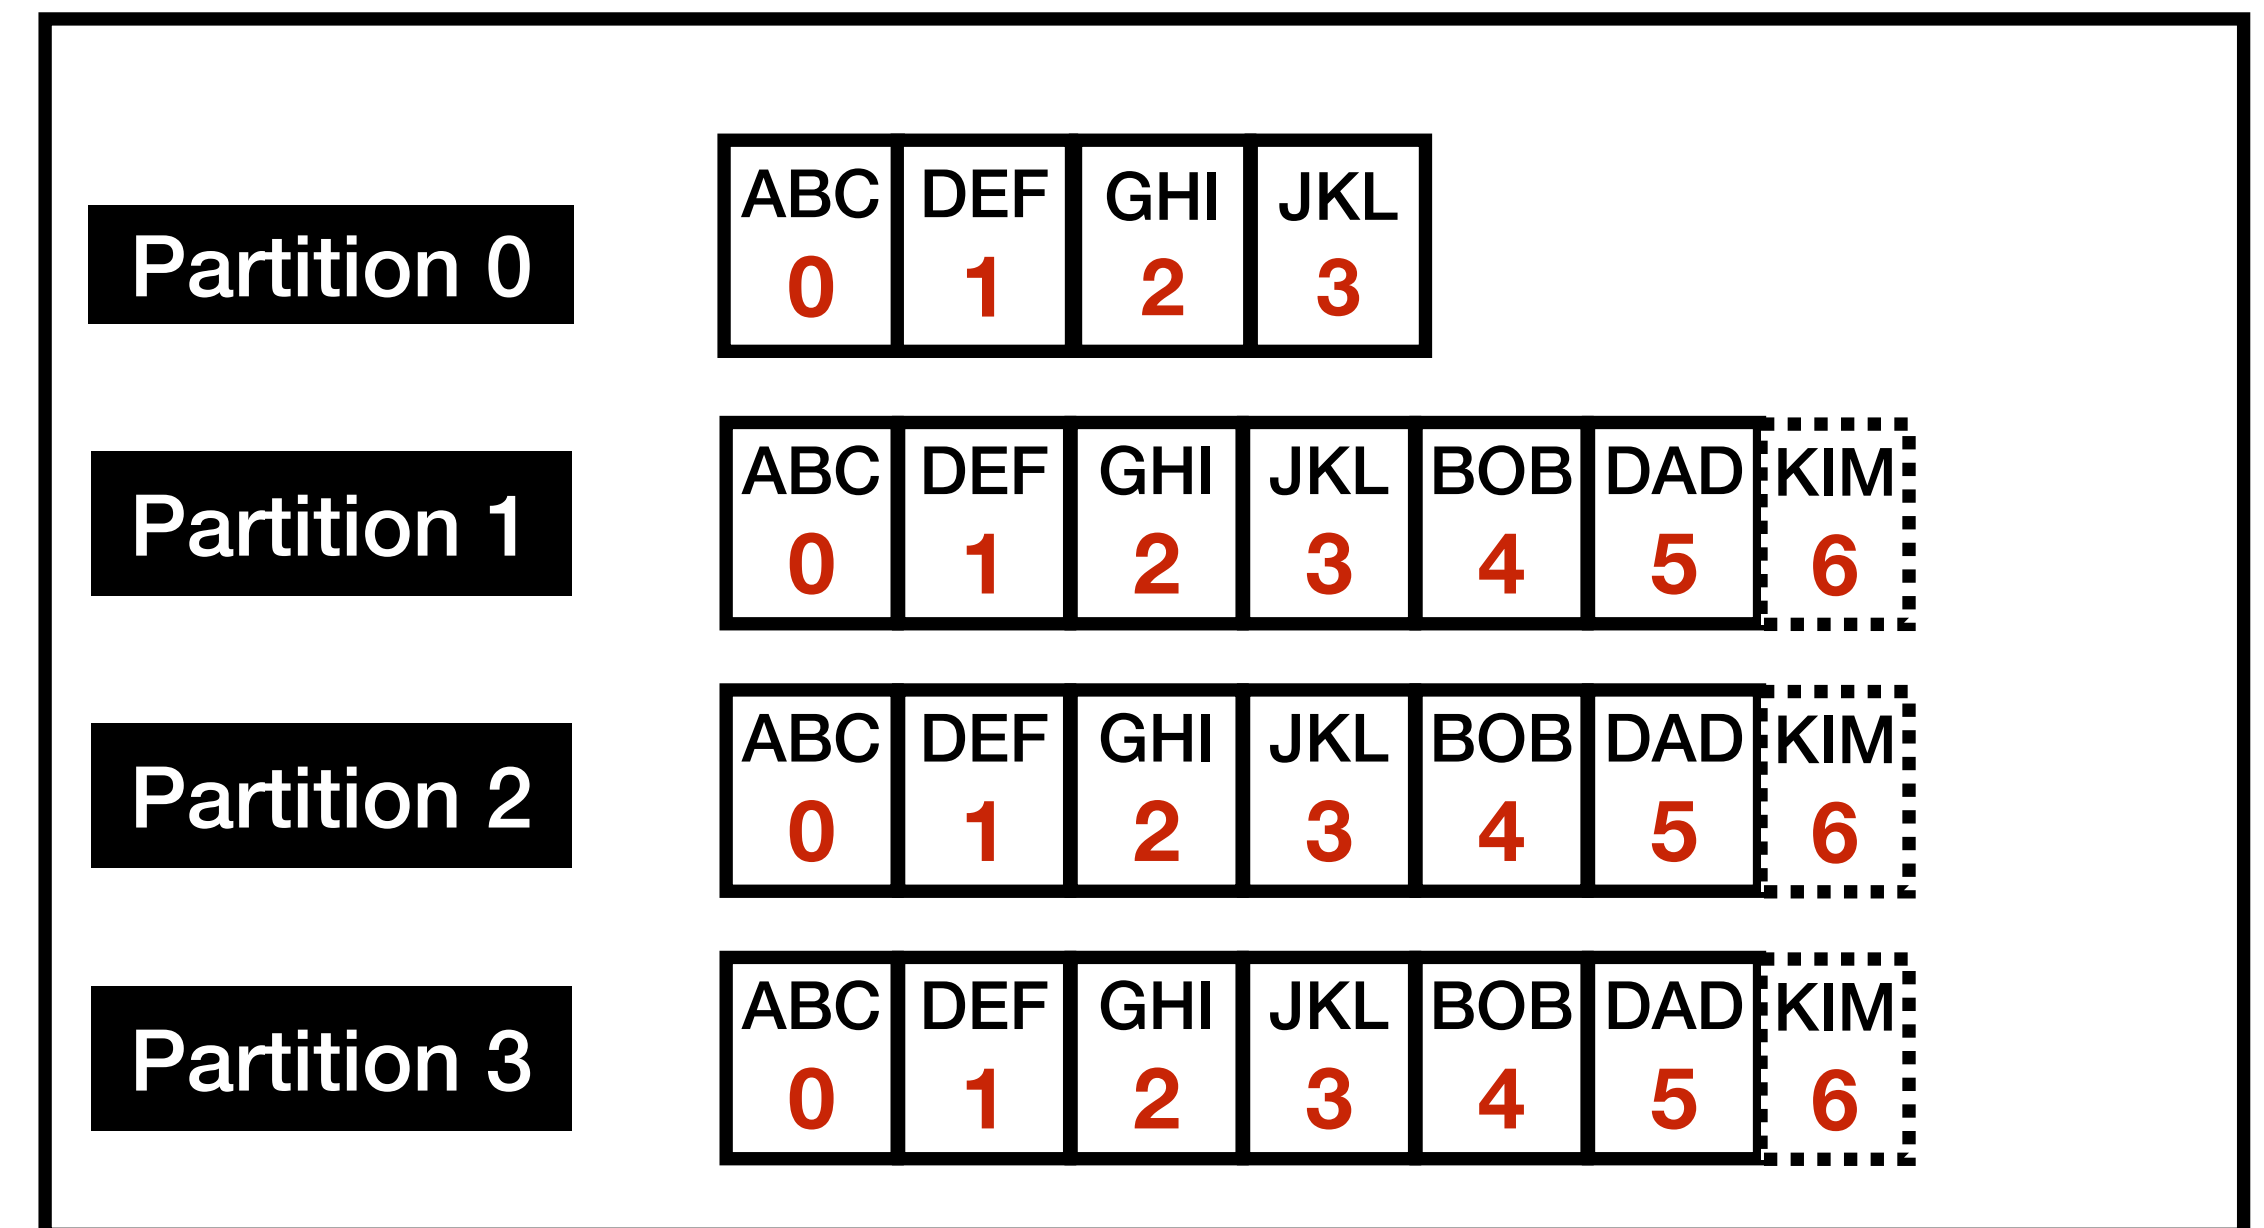 Partition 0
ABC DEF GHI JKL
0 1 2 3
Partition 1
ABC DEF GHI JKL BOB DAD KIM
0 1 2 3 4 5 6
Partition 2
ABC DEF GHI JKL BOB DAD KIM
0 1 2 3 4 5 6
Partition 3
ABC DEF GHI JKL BOB DAD KIM
0 1 2 3 4 5 6